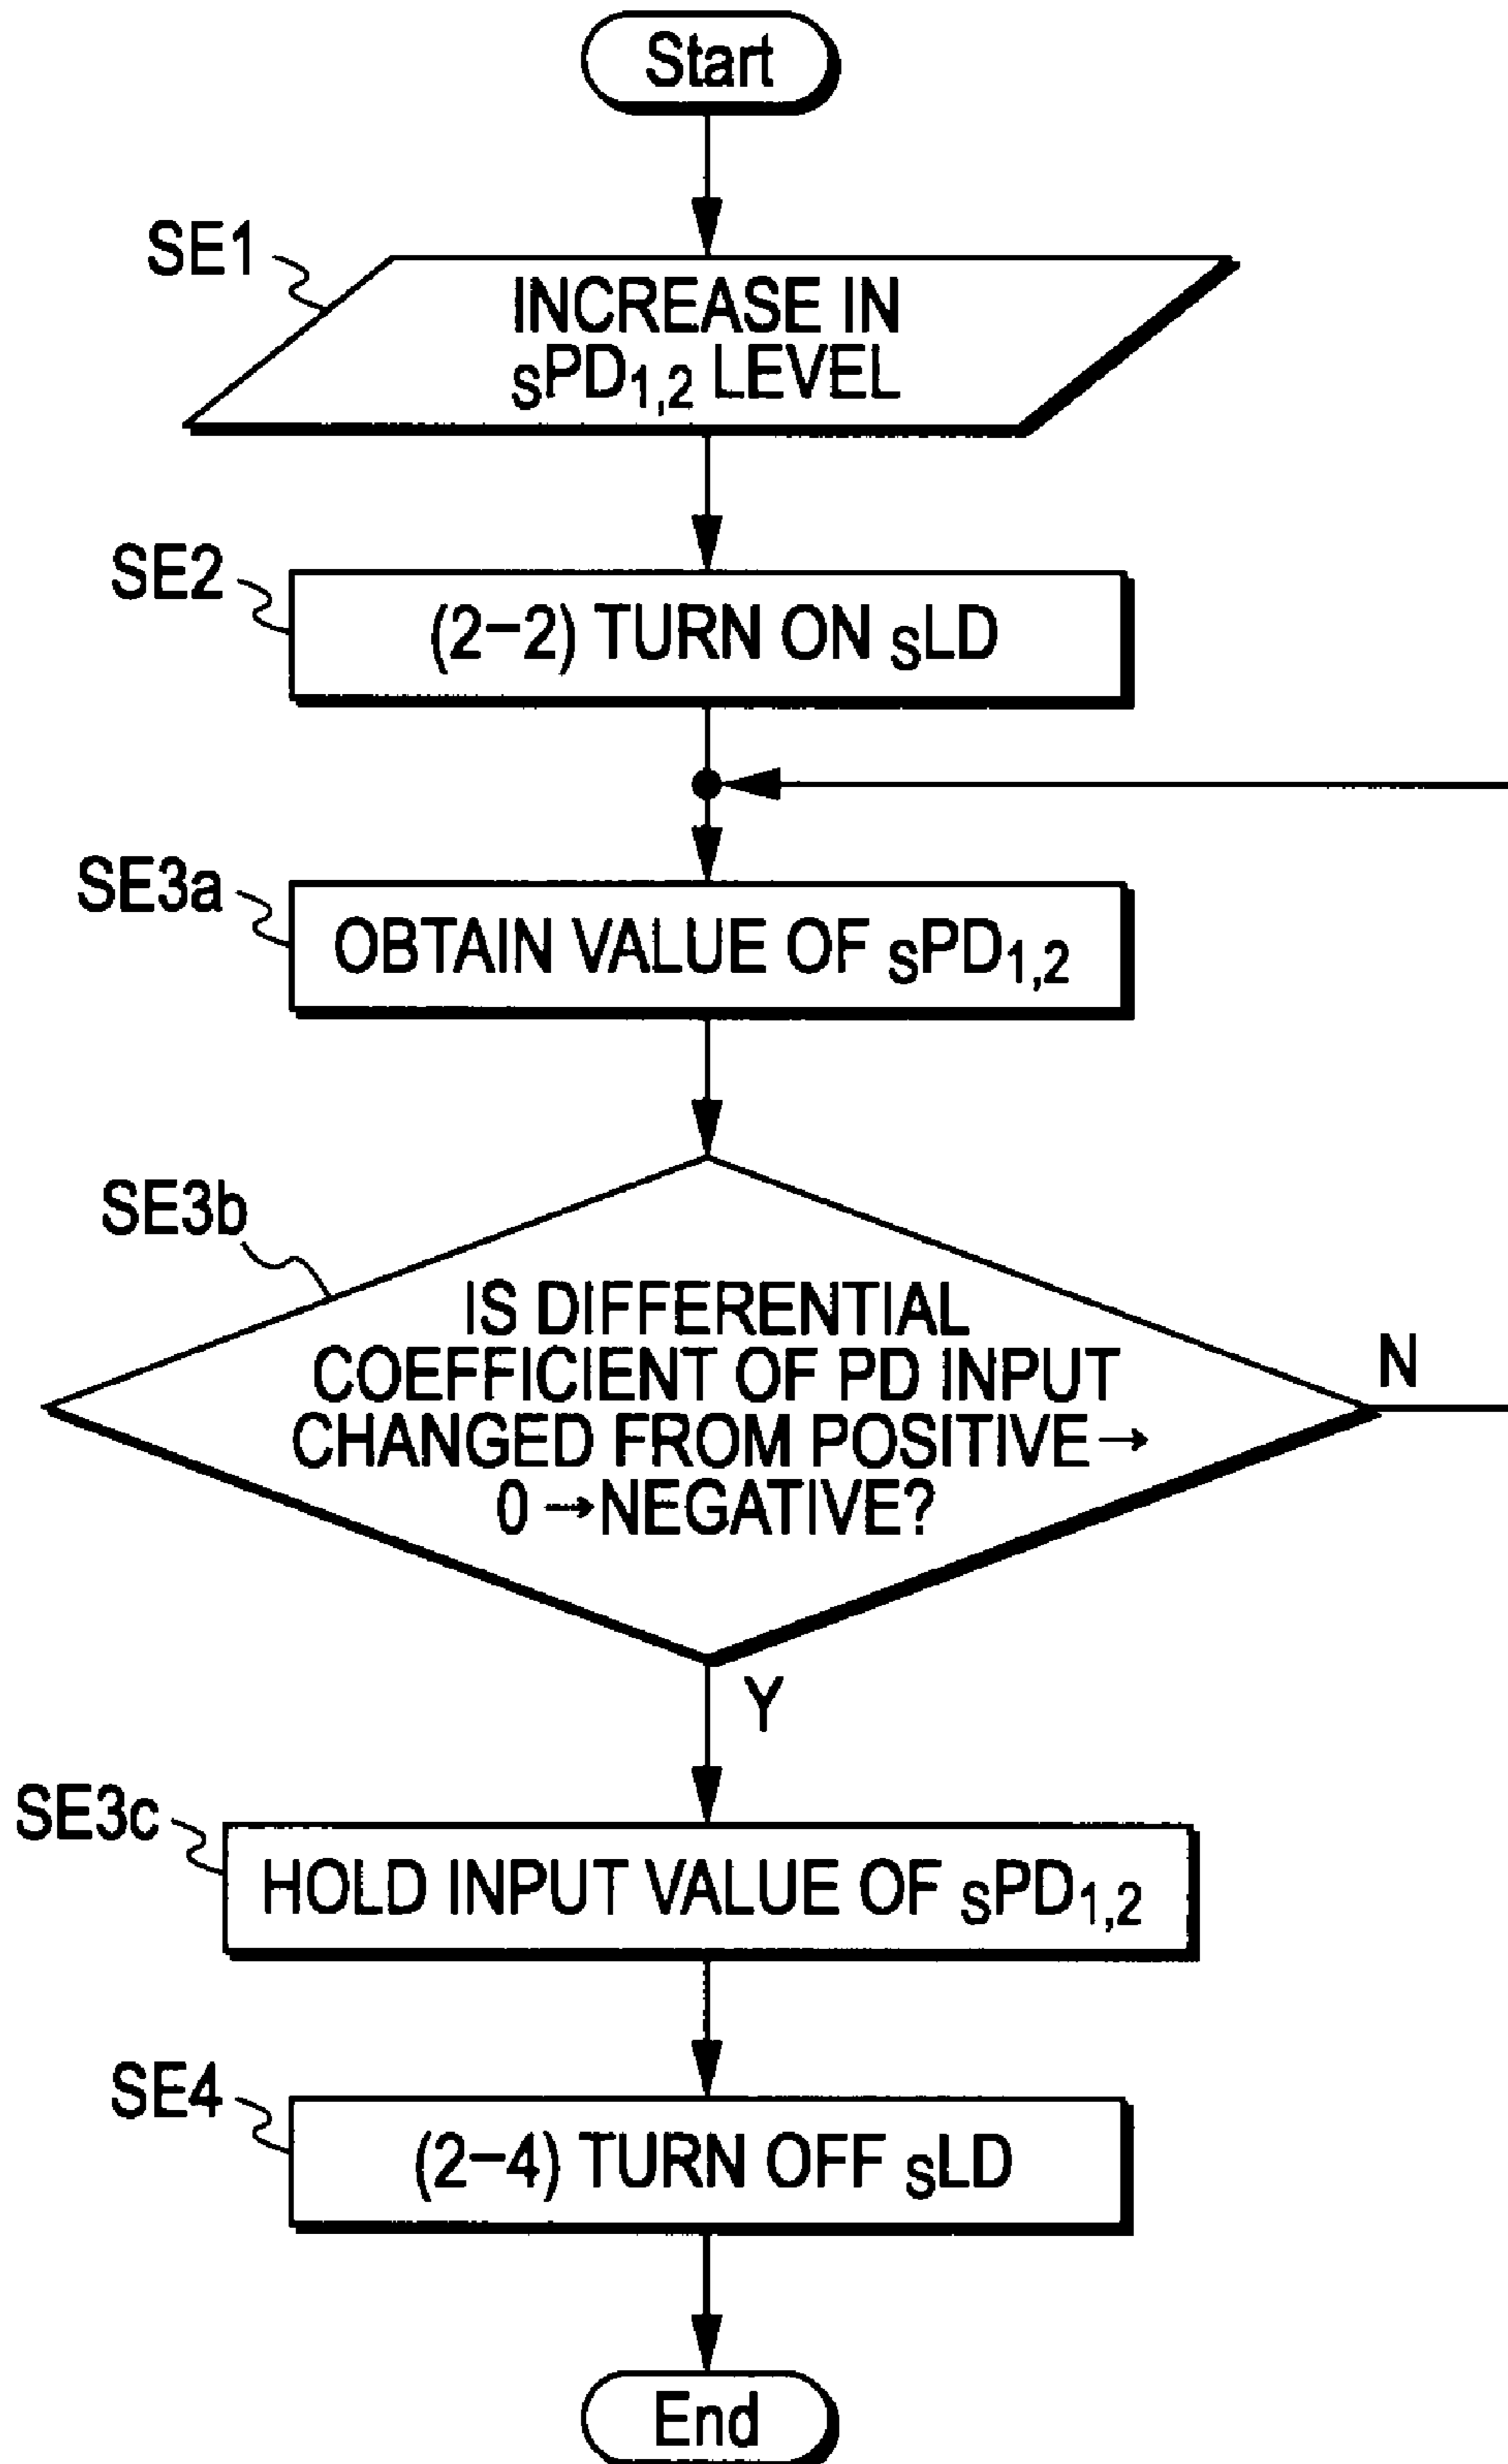 Start
SE1
INCREASE IN
sPD1,2 LEVEL
SE2
(2-2) TURN ON sLD
SE3a
OBTAIN VALUE OF sPD1,2
SE3b
IS DIFFERENTIAL
COEFFICIENT OF PD INPUT
CHANGED FROM POSITIVE→
0→NEGATIVE?
N
Y
SE3c
HOLD INPUT VALUE OF sPD1,2
SE4
(2-4) TURN OFF sLD
End